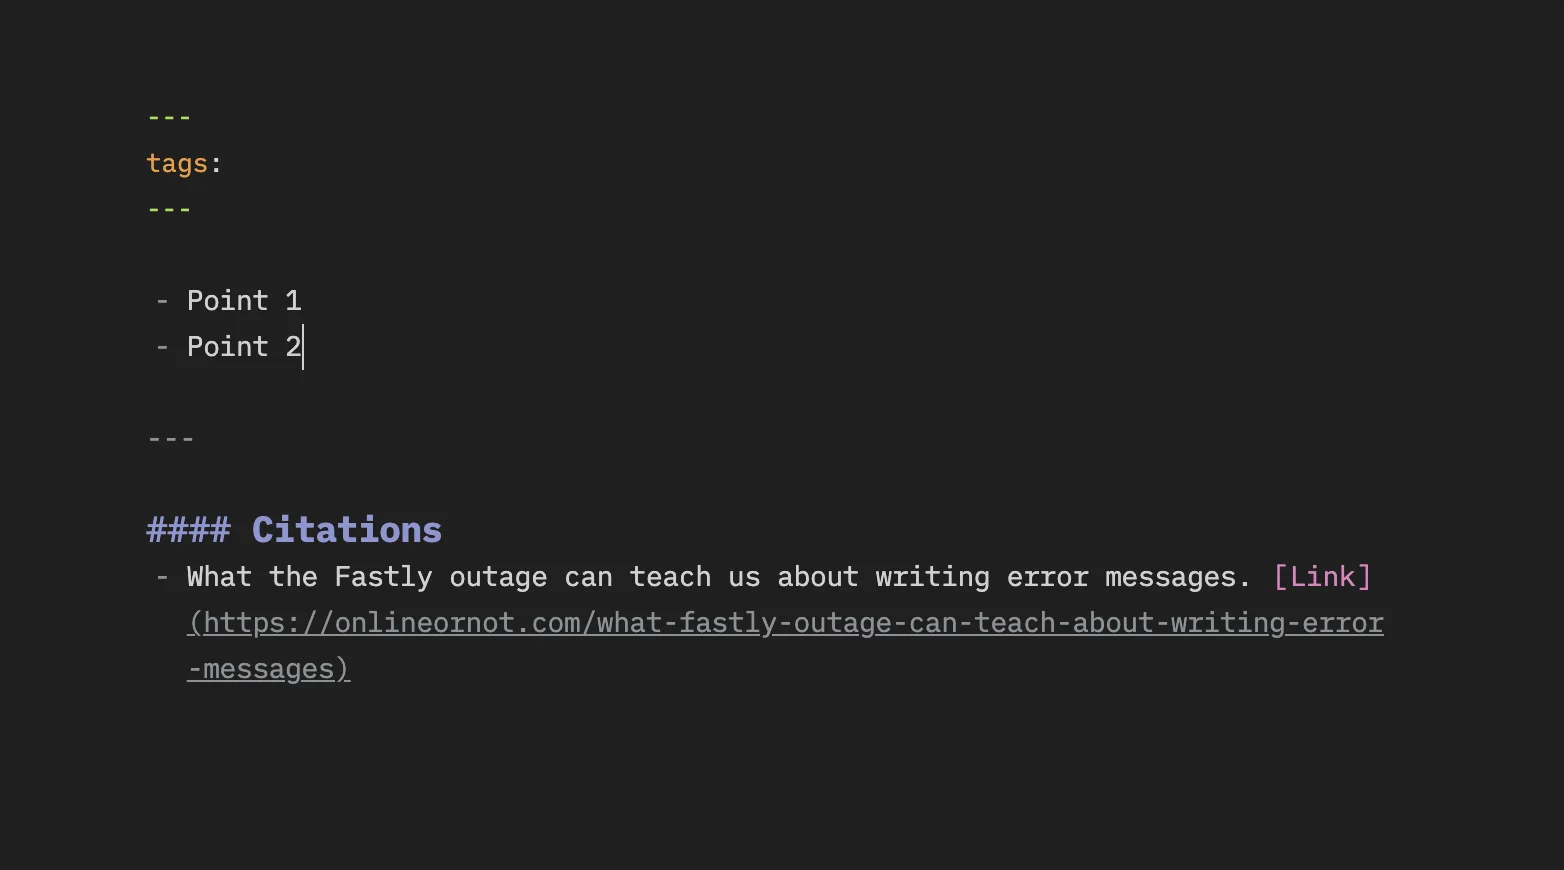 ---
tags:
---
- Point 1
- Point 2
---
#### Citations
- What the Fastly outage can teach us about writing error messages. [Link]
(https://onlineornot.com/what-fastly-outage-can-teach-about-writing-error
-messages)